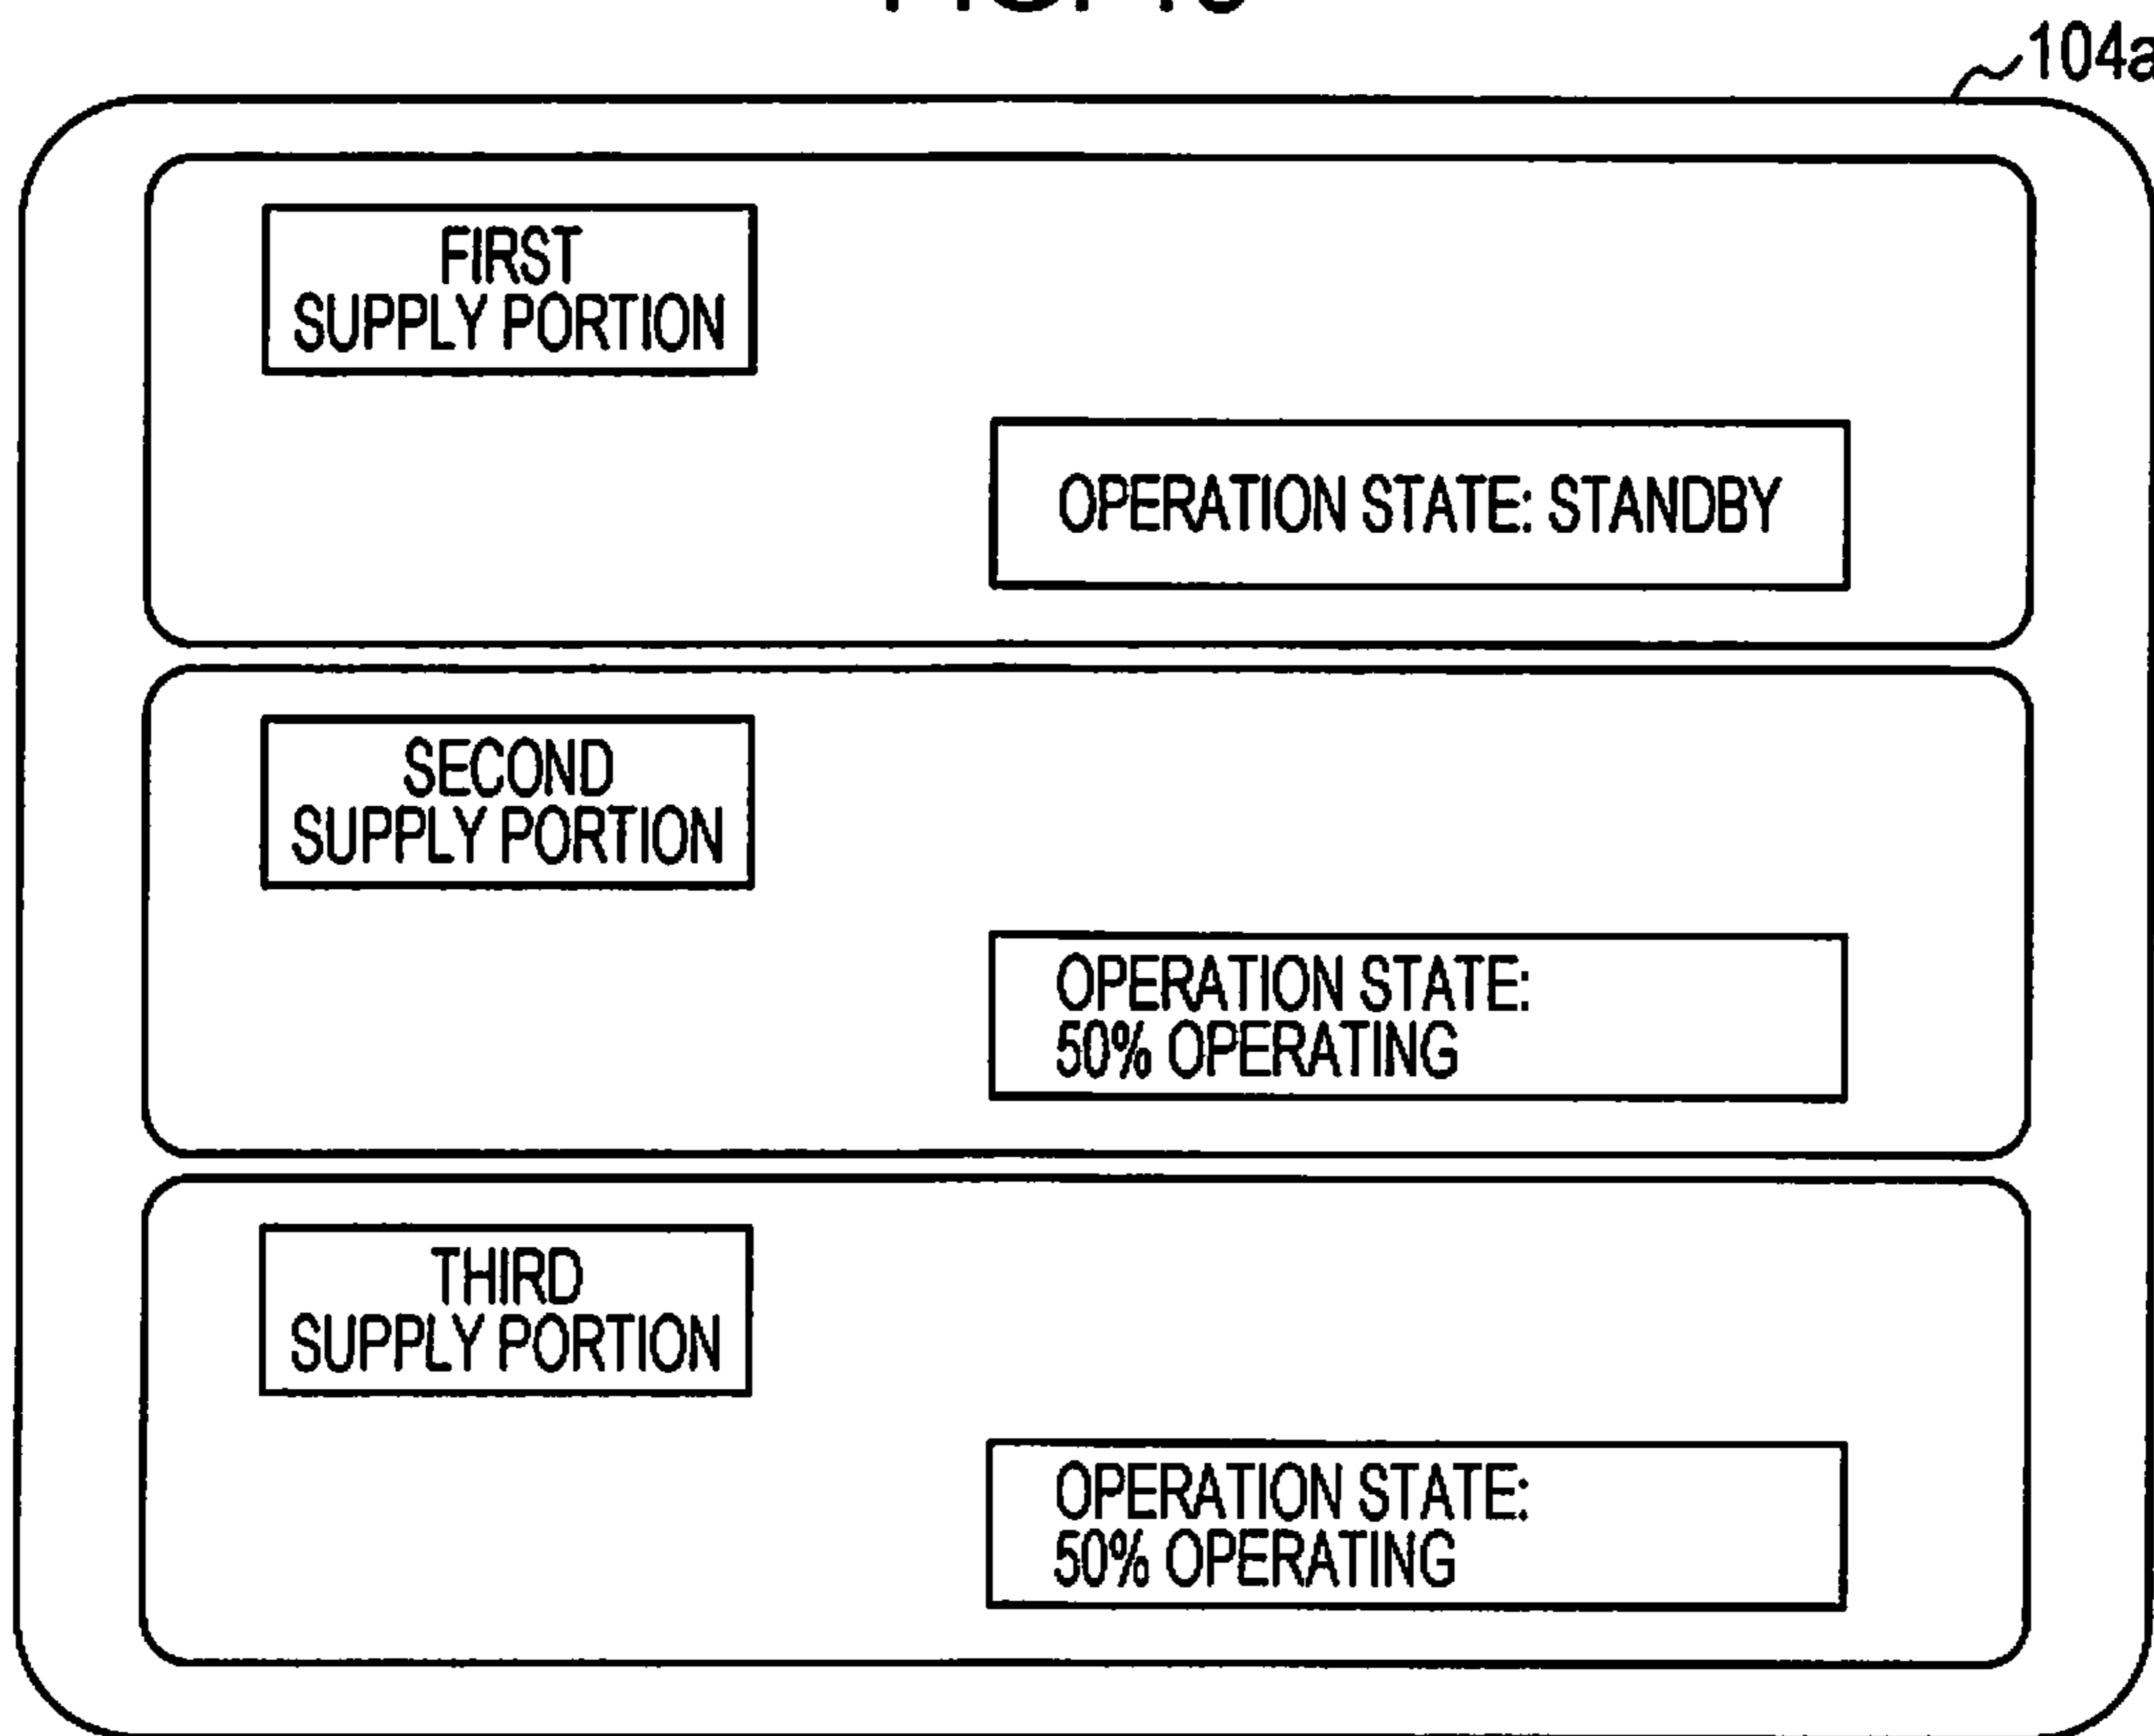 104a
FIRST
SUPPLY PORTION
OPERATION STATE: STANDBY
SECOND
SUPPLY PORTION
OPERATION STATE:
50% OPERATING
THIRD
SUPPLY PORTION
OPERATION STATE:
50% OPERATING